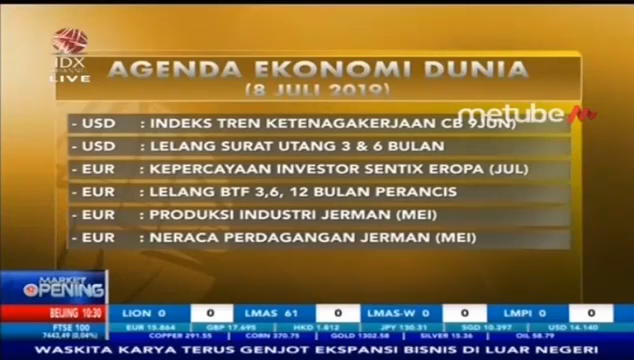 IDX
LIVE
AGENDA EKONOMI DUNIA
(8 JULI 2019)
metube
- USD : INDEKS TREN KETENAGAKERJAAN CB 9JUN)
- USD : LELANG SURAT UTANG 3 & 6 BULAN
- EUR : KEPERCAYAAN INVESTOR SENTIX EROPA (JUL)
- EUR : LELANG BTF 3,6, 12 BULAN PERANCIS
- EUR : PRODUKSI INDUSTRI JERMAN (MEI)
- EUR : NERACA PERDAGANGAN JERMAN (MEI)
MARKET
OPENING
BEIJING 10:30 LION 0 0 LMAS 61 0 LMAS-W 0 0 LMPI 0 0
FTSE 100 EUR 15.864 GBP 17.695 HKD 1.812 JPY 130.31 SGD 10.397 USD 14.140
7643,49 (0,04%) COPPER 291.55 CORN 370.75 GOLD 1302.58 SILVER 15.36 OIL 58.79
WASKITA KARYA TERUS GENJOT EKSPANSI BISNIS DI LUAR NEGERI